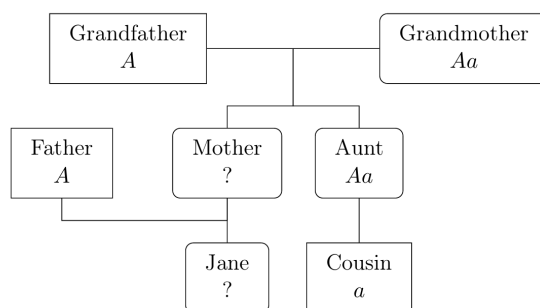 Grandfather
A
Grandmother
Aa
Father
A
Mother
?
Aunt
Aa
Jane
?
Cousin
a